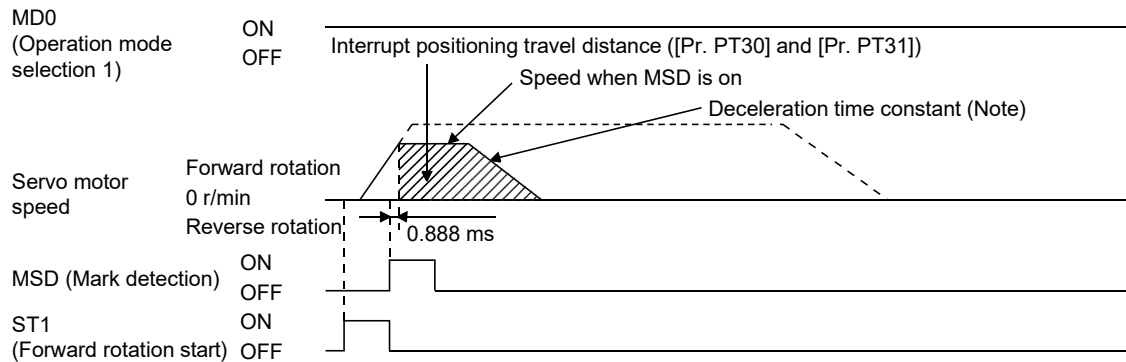 MD0
(Operation mode
selection 1)
ON
OFF
Interrupt positioning travel distance ([Pr. PT30] and [Pr. PT31])
Speed when MSD is on
Deceleration time constant (Note)
Servo motor
speed
Forward rotation
0 r/min
Reverse rotation
0.888 ms
MSD (Mark detection)
ON
OFF
ST1
(Forward rotation start)
ON
OFF